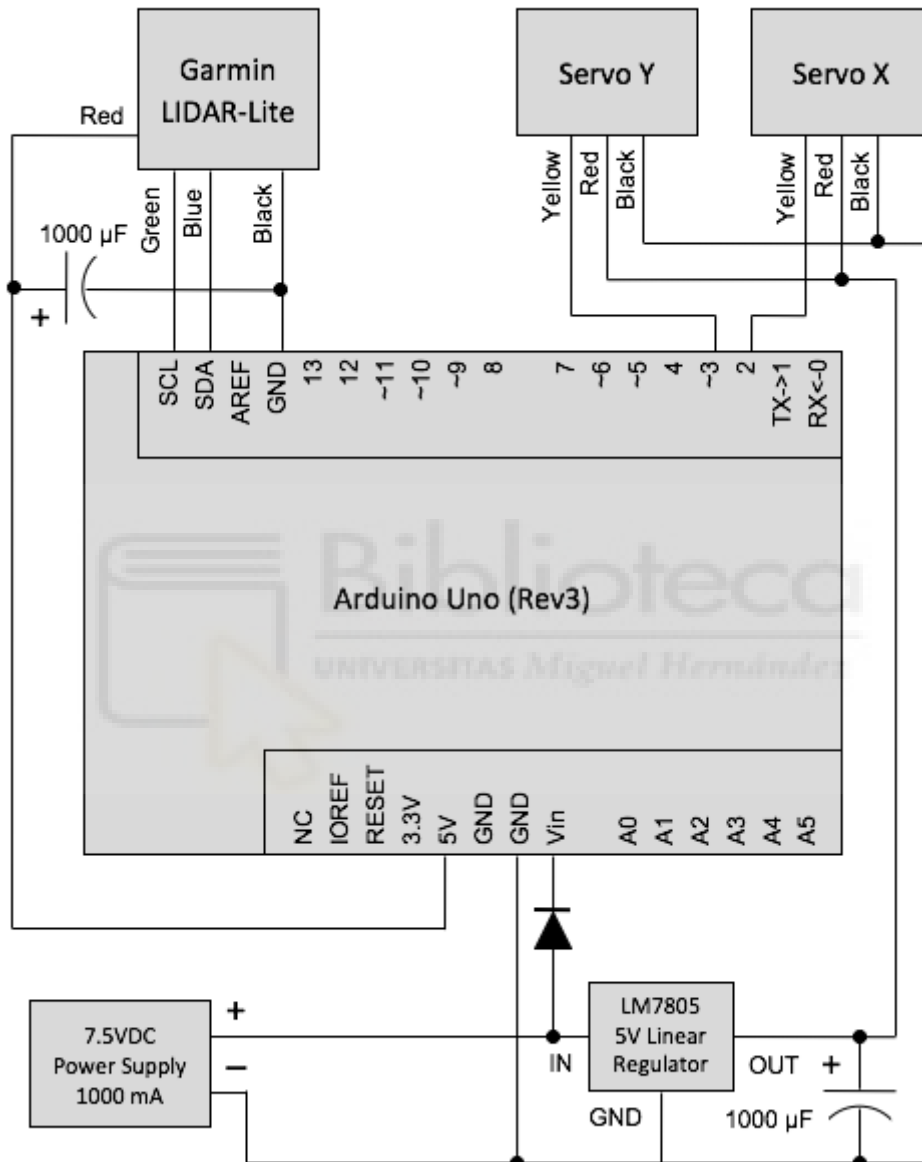 Garmin
LIDAR-Lite
Servo Y
Servo X
Red
Green
Blue
Black
Yellow
Red
Black
Yellow
Red
Black
1000 µF
+
SCL
SDA
AREF
GND
13
12
~11
~10
~9
8
7
~6
~5
4
~3
2
TX->1
RX<-0
Biblioteca
UNIVERSITAS Miguel Hernández
Arduino Uno (Rev3)
NC
IOREF
RESET
3.3V
5V
GND
GND
Vin
A0
A1
A2
A3
A4
A5
7.5VDC
Power Supply
1000 mA
+
−
LM7805
5V Linear
Regulator
IN
OUT
+
GND
1000 µF